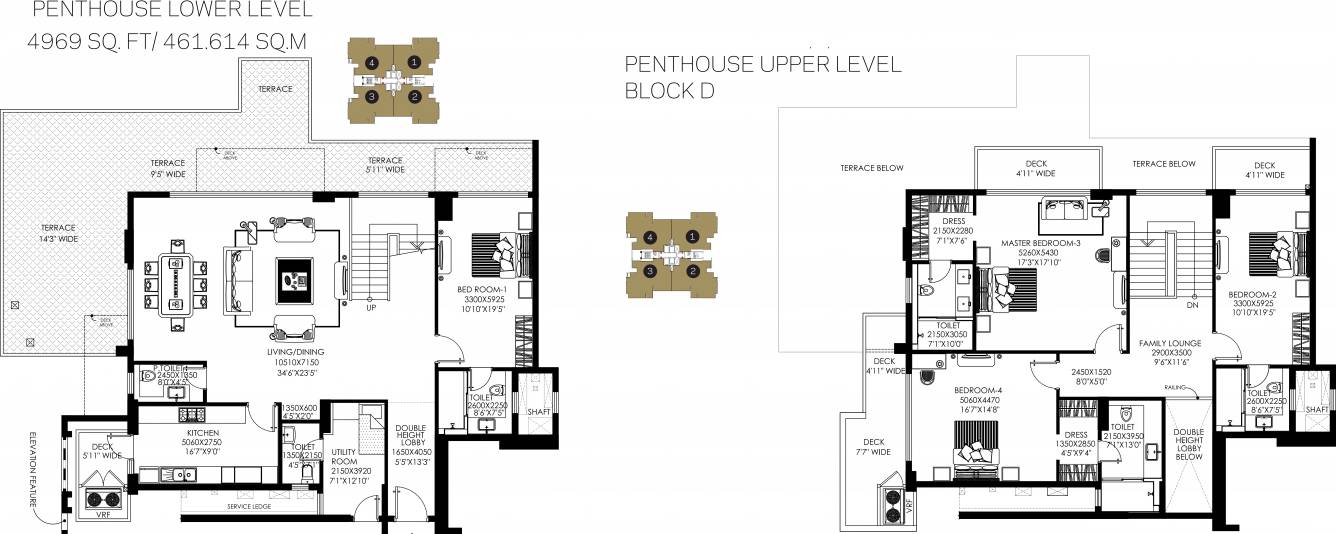 PENTHOUSE LOWER LEVEL
4969 SQ. FT/ 461.614 SQ.M
4
1
3
2
TERRACE
TERRACE
9'5" WIDE
DECK
ABOVE
TERRACE
5'11" WIDE
DECK
ABOVE
TERRACE
14'3" WIDE
DECK
ABOVE
UP
BED ROOM-1
3300X5925
10'10"X19'5"
LIVING/DINING
10510X7150
34'6"X23'5"
P.TOILET
2450X1350
8'0"X4'5"
1350X600
4'5"X2'0"
KITCHEN
5060X2750
16'7"X9'0"
DECK
5'11" WIDE
TOILET
1350X2150
UTILITY
ROOM
2150X3920
7'1"X12'10"
DOUBLE
HEIGHT
LOBBY
1650X4050
5'5"X13'3"
TOILET
2600X2250
8'6"X7'5"
SHAFT
ELEVATION FEATURE
VRF
SERVICE LEDGE
PENTHOUSE UPPER LEVEL
BLOCK D
4
1
3
2
TERRACE BELOW
DECK
4'11" WIDE
TERRACE BELOW
DECK
4'11" WIDE
DRESS
2150X2280
7'1"X7'6"
MASTER BEDROOM-3
5260X5430
17'3"X17'10"
DN
BEDROOM-2
3300X5925
10'10"X19'5"
TOILET
2150X3050
7'1"X10'0"
DECK
4'11" WIDE
FAMILY LOUNGE
2900X3500
9'6"X11'6"
2450X1520
8'0"X5'0"
RAILING
BEDROOM-4
5060X4470
16'7"X14'8"
DECK
7'7" WIDE
DRESS
1350X2850
4'5"X9'4"
TOILET
2150X3950
7'1"X13'0"
DOUBLE
HEIGHT
LOBBY
BELOW
TOILET
2600X2250
8'6"X7'5"
SHAFT
VRF